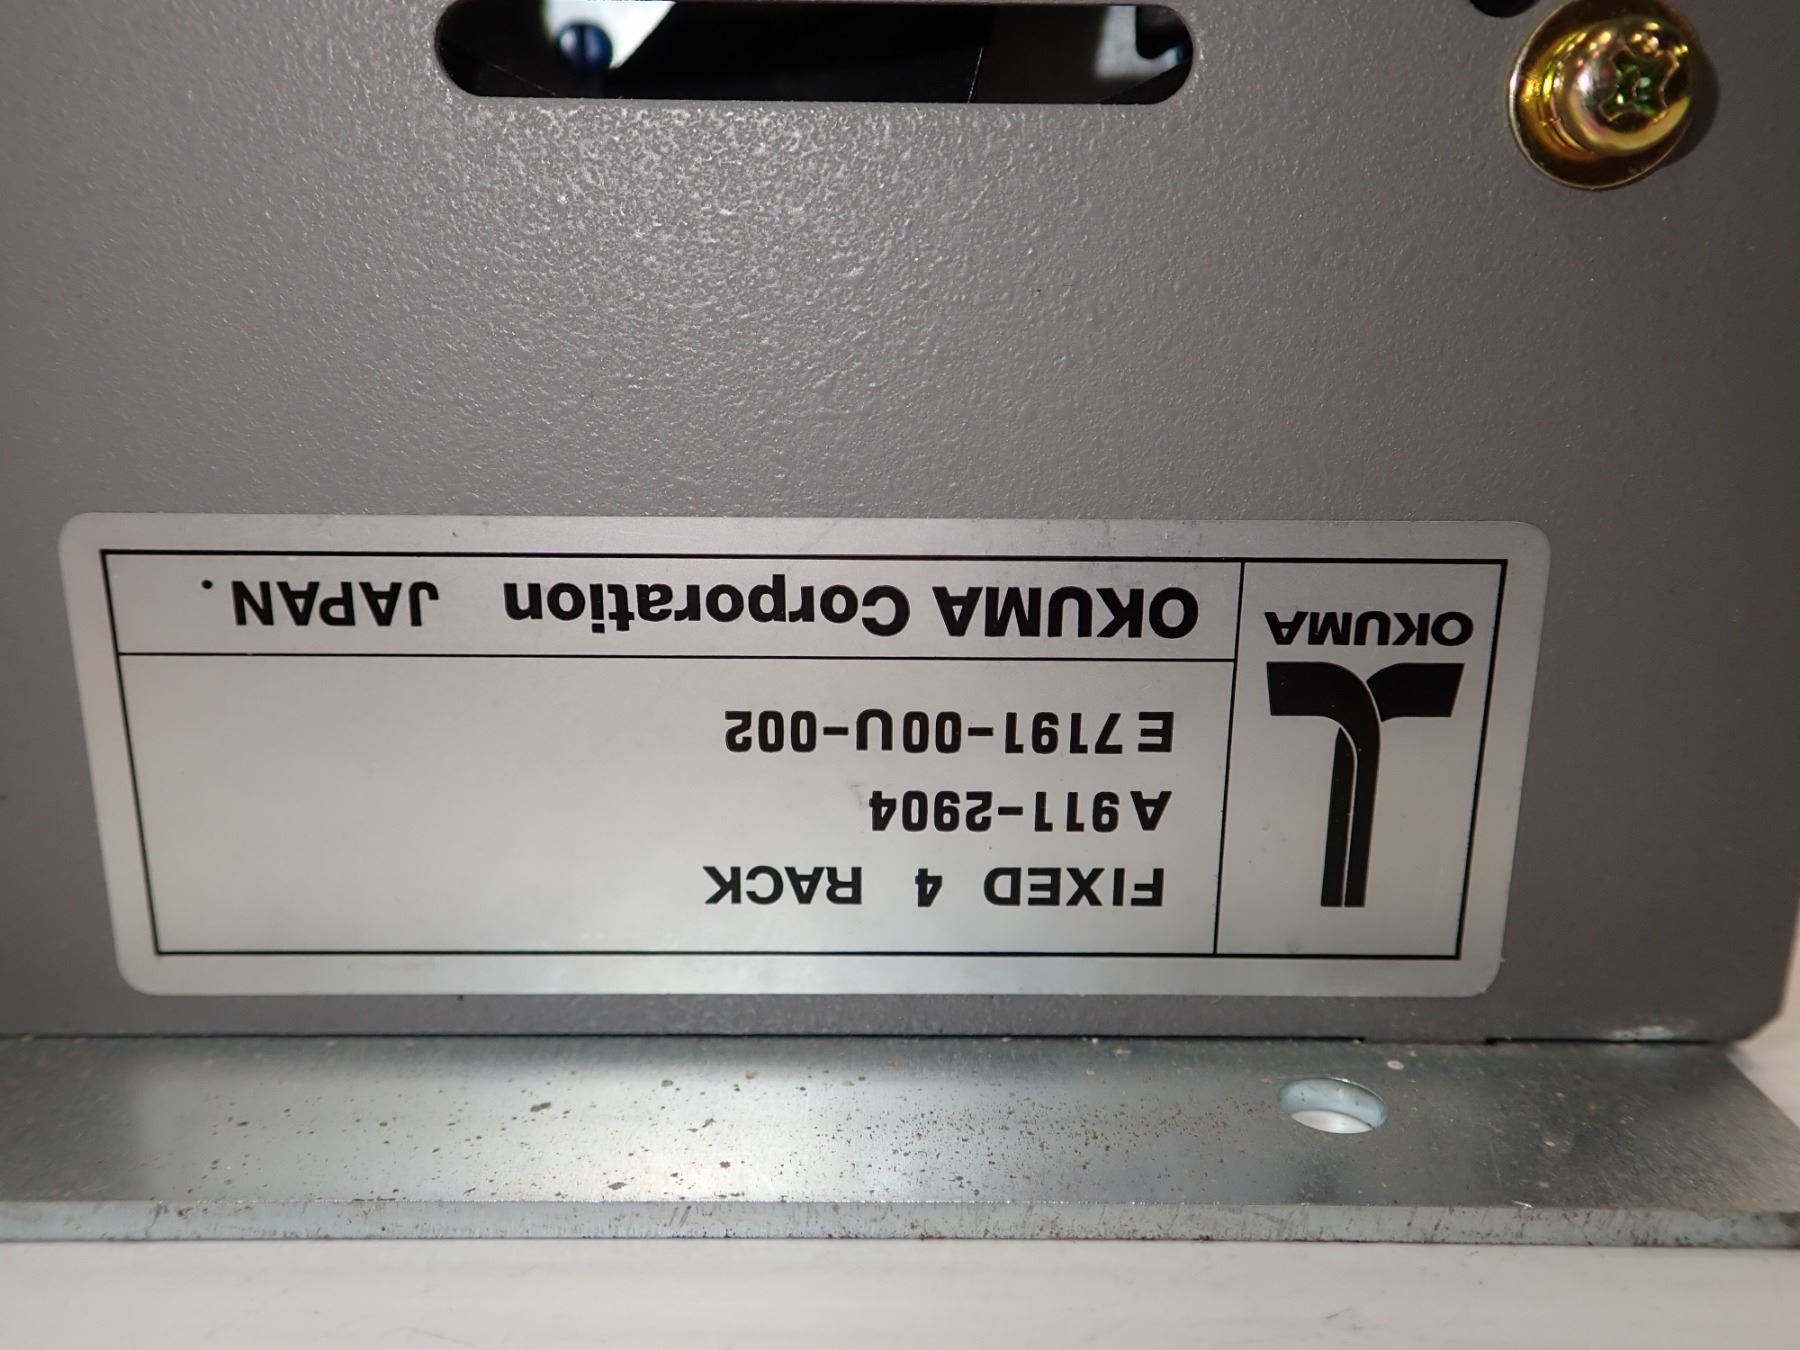 FIXED 4 RACK
A911-2904
E7191-00U-002
OKUMA
OKUMA Corporation JAPAN.